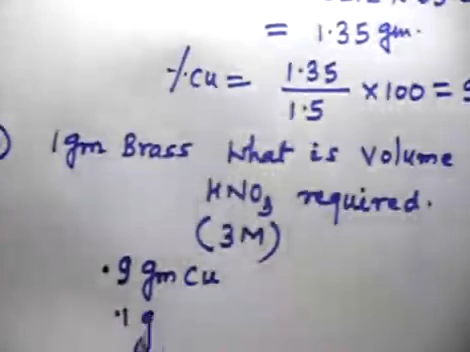 = 1.35 gm.
%Cu = 1.35 / 1.5 × 100 =
1gm Brass What is volume
HNO3 required.
(3M)
.9 gm Cu
.1 g